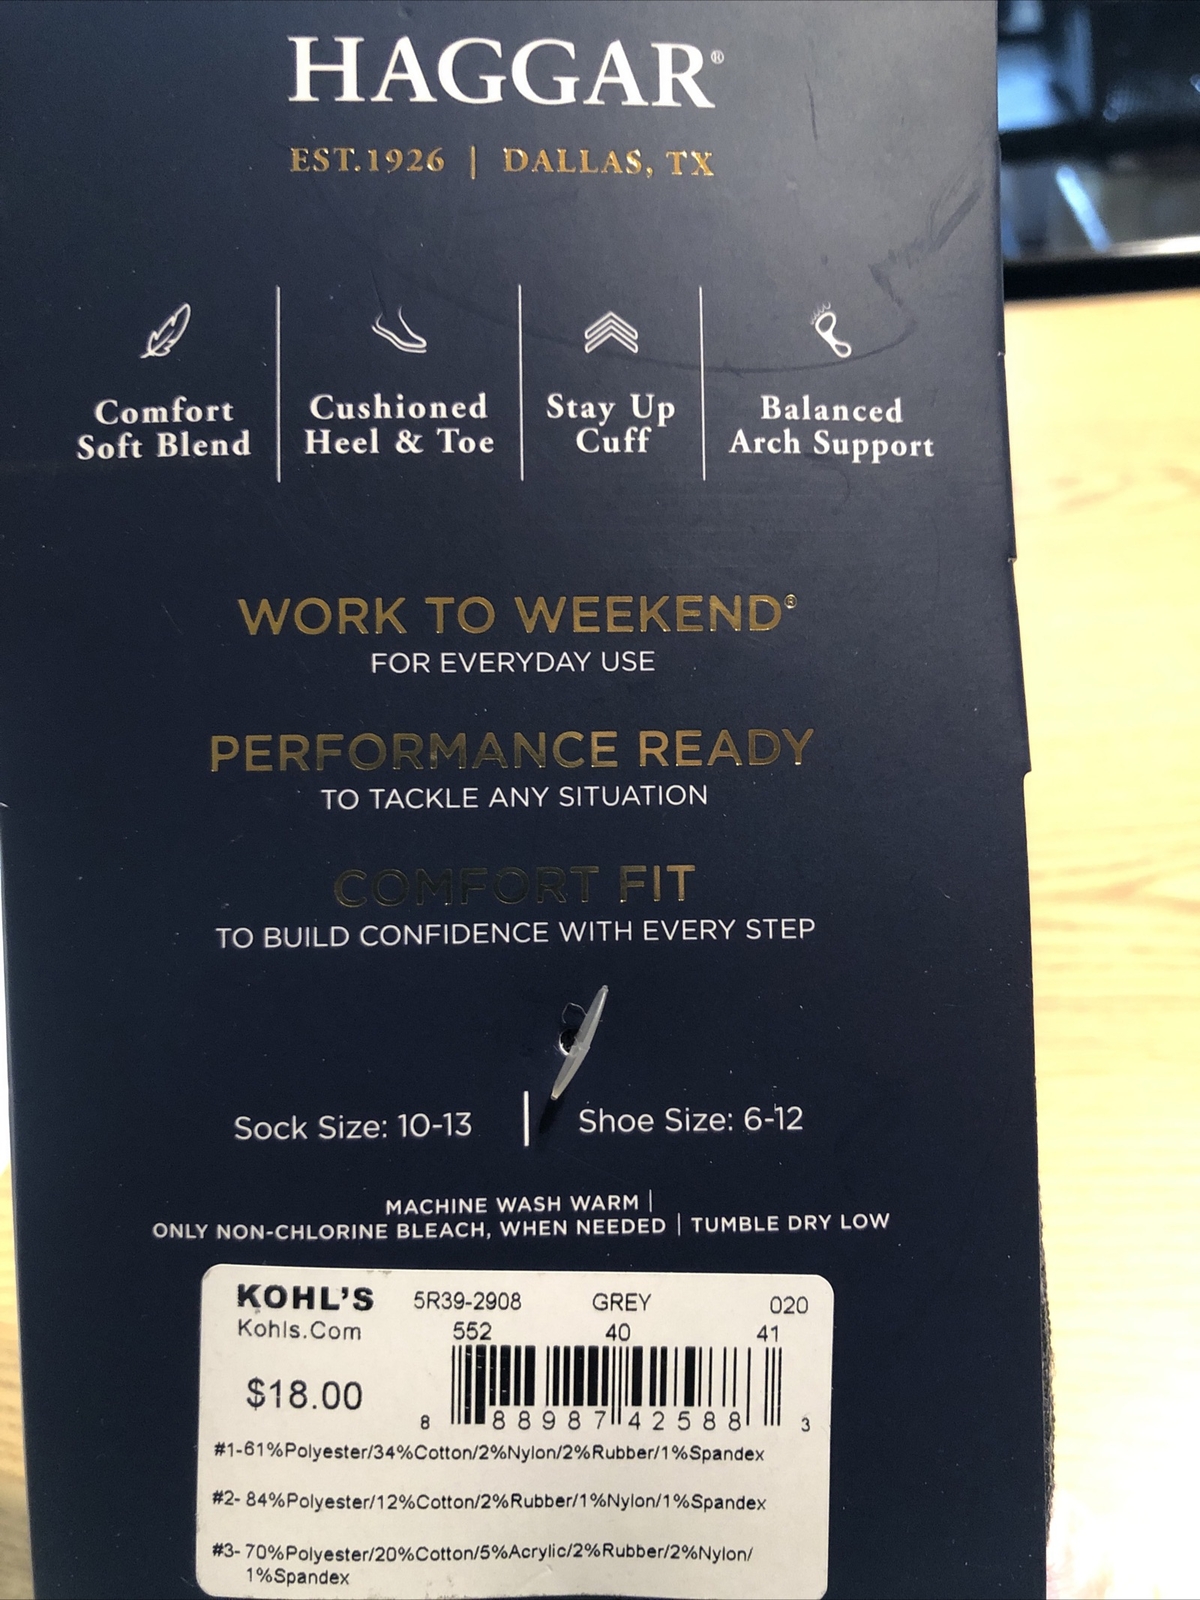 HAGGAR®
EST.1926 | DALLAS, TX
Comfort
Soft Blend
Cushioned
Heel & Toe
Stay Up
Cuff
Balanced
Arch Support
WORK TO WEEKEND®
FOR EVERYDAY USE
PERFORMANCE READY
TO TACKLE ANY SITUATION
COMFORT FIT
TO BUILD CONFIDENCE WITH EVERY STEP
Sock Size: 10-13 | Shoe Size: 6-12
MACHINE WASH WARM |
ONLY NON-CHLORINE BLEACH, WHEN NEEDED | TUMBLE DRY LOW
KOHL'S 5R39-2908 GREY 020
Kohls.Com 552 40 41
$18.00
8 88987 42588 3
#1-61%Polyester/34%Cotton/2%Nylon/2%Rubber/1%Spandex
#2- 84%Polyester/12%Cotton/2%Rubber/1%Nylon/1%Spandex
#3- 70%Polyester/20%Cotton/5%Acrylic/2%Rubber/2%Nylon/
1%Spandex